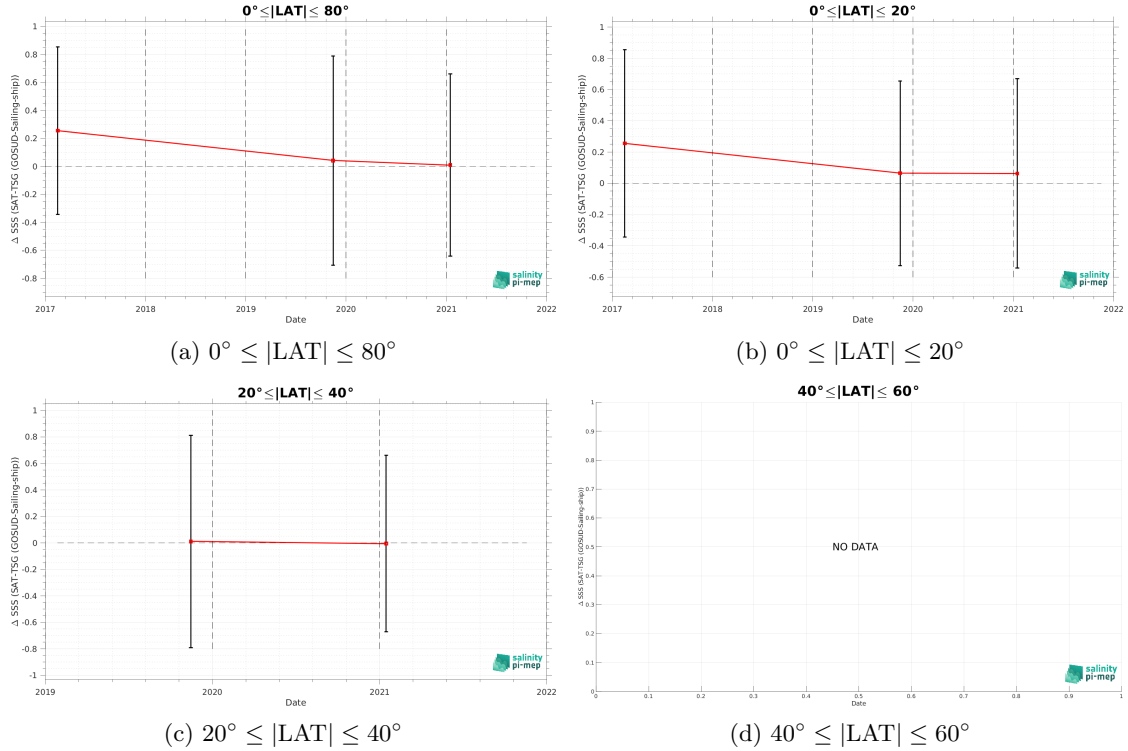 0°≤|LAT|≤ 80°
Δ SSS (SAT-TSG (GOSUD-Sailing-ship))
1
0.8
0.6
0.4
0.2
0
-0.2
-0.4
-0.6
-0.8
2017 2018 2019 2020 2021 2022
Date
salinity
pi-mep
(a) 0° ≤ |LAT| ≤ 80°
0°≤|LAT|≤ 20°
Δ SSS (SAT-TSG (GOSUD-Sailing-ship))
1
0.8
0.6
0.4
0.2
0
-0.2
-0.4
-0.6
2017 2018 2019 2020 2021 2022
Date
salinity
pi-mep
(b) 0° ≤ |LAT| ≤ 20°
20°≤|LAT|≤ 40°
Δ SSS (SAT-TSG (GOSUD-Sailing-ship))
1
0.8
0.6
0.4
0.2
0
-0.2
-0.4
-0.6
-0.8
-1
2019 2020 2021 2022
Date
salinity
pi-mep
(c) 20° ≤ |LAT| ≤ 40°
40°≤|LAT|≤ 60°
Δ SSS (SAT-TSG (GOSUD-Sailing-ship))
1
0.9
0.8
0.7
0.6
0.5
0.4
0.3
0.2
0.1
0
NO DATA
0 0.1 0.2 0.3 0.4 0.5 0.6 0.7 0.8 0.9 1
Date
salinity
pi-mep
(d) 40° ≤ |LAT| ≤ 60°